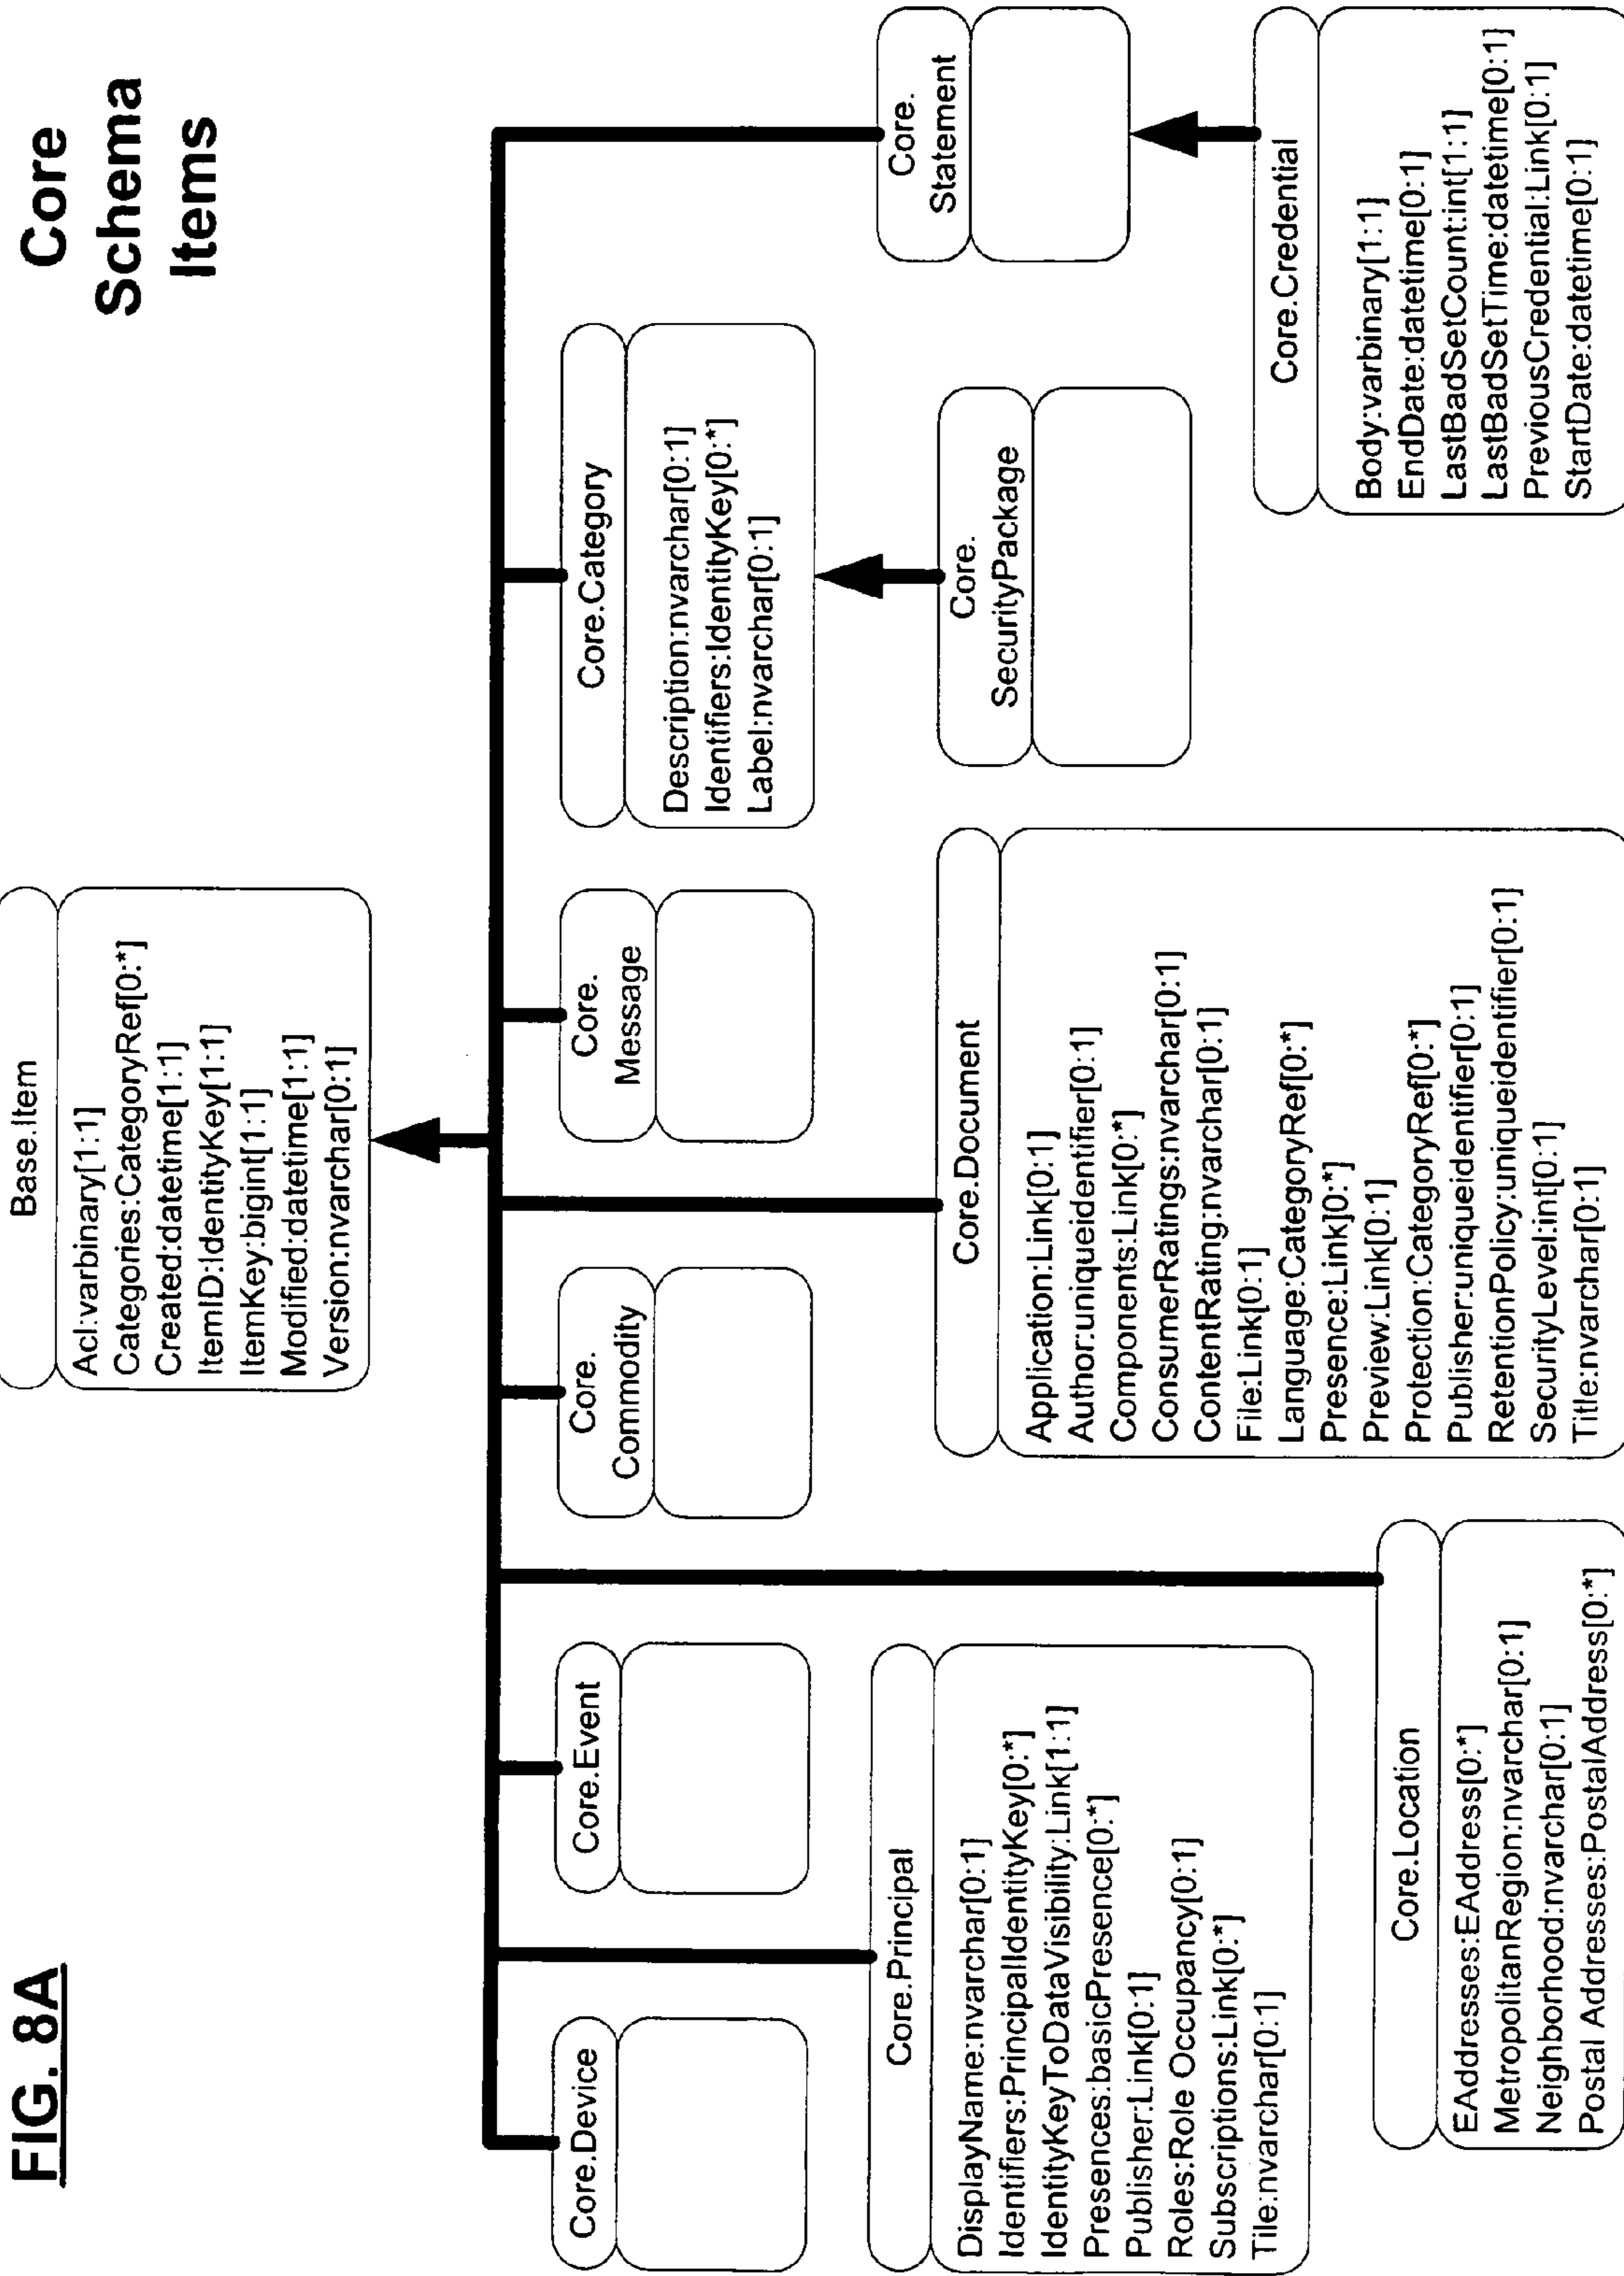 FIG. 8A
Core
Schema
Items
Base.Item
Acl:varbinary[1:1]
Categories:CategoryRef[0:*]
Created:datetime[1:1]
ItemID:IdentityKey[1:1]
ItemKey:bigint[1:1]
Modified:datetime[1:1]
Version:nvarchar[0:1]
Core.Device
Core.Event
Core.
Commodity
Core.
Message
Core.Category
Description:nvarchar[0:1]
Identifiers:IdentityKey[0:*]
Label:nvarchar[0:1]
Core.
Statement
Core.Principal
DisplayName:nvarchar[0:1]
Identifiers:PrincipalIdentityKey[0:*]
IdentityKeyToDataVisibility:Link[1:1]
Presences:basicPresence[0:*]
Publisher:Link[0:1]
Roles:Role Occupancy[0:1]
Subscriptions:Link[0:*]
Tile:nvarchar[0:1]
Core.Document
Application:Link[0:1]
Author:uniqueidentifier[0:1]
Components:Link[0:*]
ConsumerRatings:nvarchar[0:1]
ContentRating:nvarchar[0:1]
File:Link[0:1]
Language:CategoryRef[0:*]
Presence:Link[0:*]
Preview:Link[0:1]
Protection:CategoryRef[0:*]
Publisher:uniqueidentifier[0:1]
RetentionPolicy:uniqueidentifier[0:1]
SecurityLevel:int[0:1]
Title:nvarchar[0:1]
Core.
SecurityPackage
Core.Credential
Body:varbinary[1:1]
EndDate:datetime[0:1]
LastBadSetCount:int[1:1]
LastBadSetTime:datetime[0:1]
PreviousCredential:Link[0:1]
StartDate:datetime[0:1]
Core.Location
EAddresses:EAddress[0:*]
MetropolitanRegion:nvarchar[0:1]
Neighborhood:nvarchar[0:1]
Postal Addresses:PostalAddress[0:*]